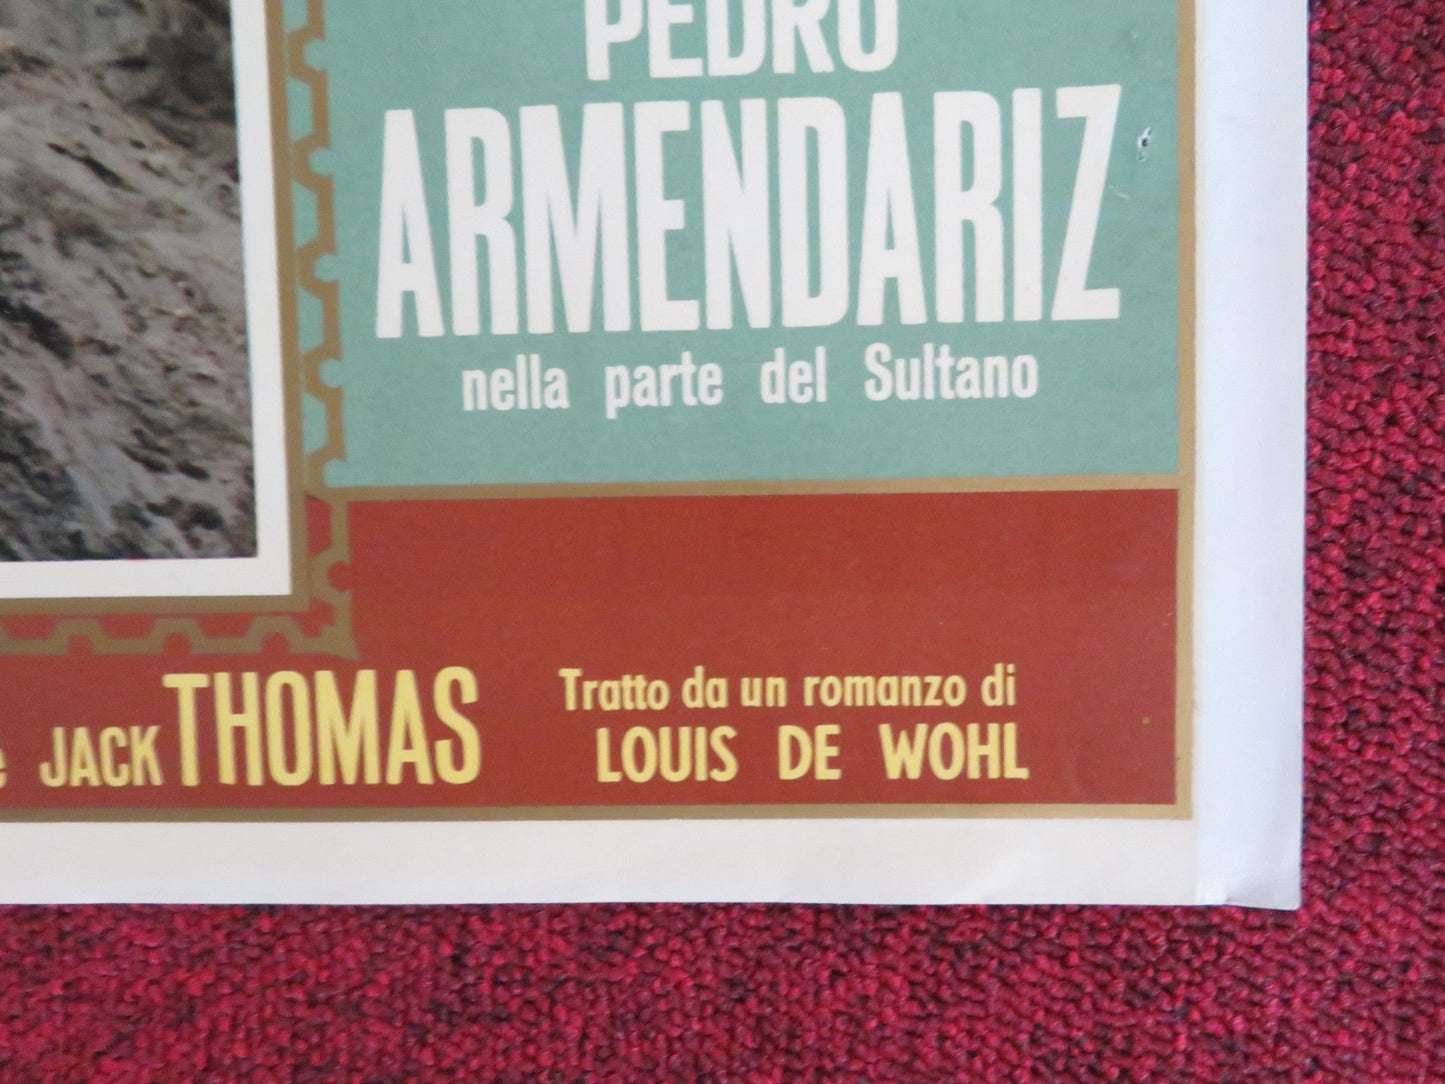 PEDRO
ARMENDARIZ
nella parte del Sultano
e JACK THOMAS
Tratto da un romanzo di
LOUIS DE WOHL